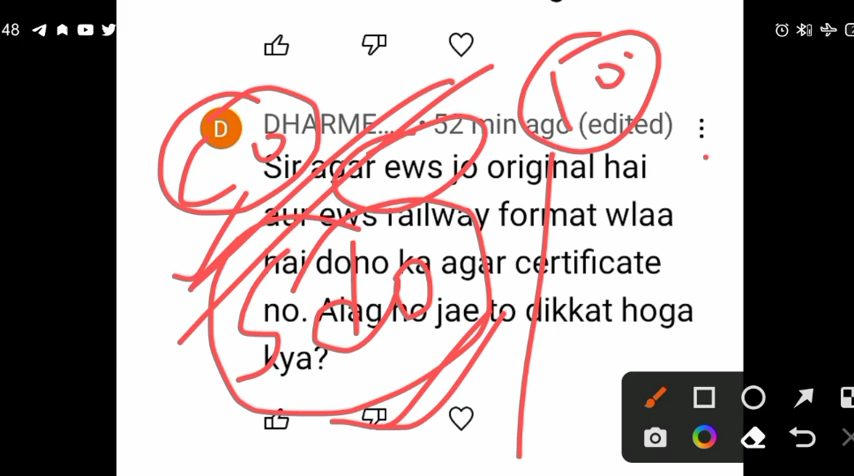 48
D DHARME... • 52 min ago (edited)
Sir agar ews jo original hai
aur ews railway format wlaa
hai dono ka agar certificate
no. Alag ho jae to dikkat hoga
kya?